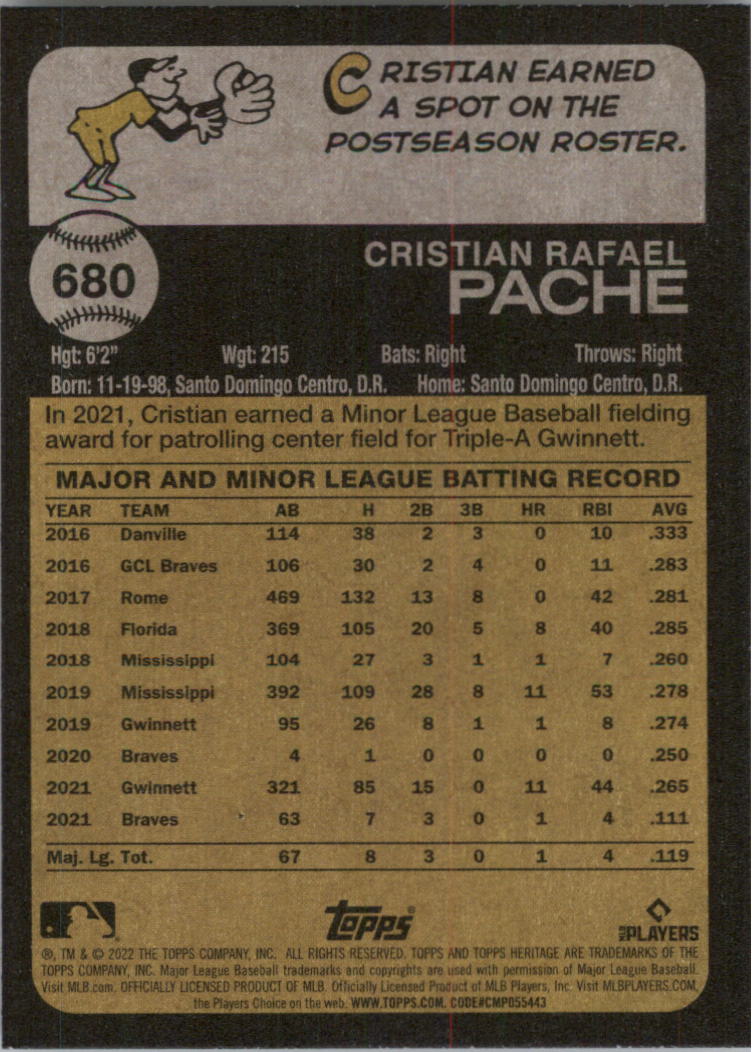 CRISTIAN EARNED
A SPOT ON THE
POSTSEASON ROSTER.
680
CRISTIAN RAFAEL
PACHE
Hgt: 6'2" Wgt: 215 Bats: Right Throws: Right
Born: 11-19-98, Santo Domingo Centro, D.R. Home: Santo Domingo Centro, D.R.
In 2021, Cristian earned a Minor League Baseball fielding
award for patrolling center field for Triple-A Gwinnett.
MAJOR AND MINOR LEAGUE BATTING RECORD
YEAR TEAM AB H 2B 3B HR RBI AVG
2016 Danville 114 38 2 3 0 10 .333
2016 GCL Braves 106 30 2 4 0 11 .283
2017 Rome 469 132 13 8 0 42 .281
2018 Florida 369 105 20 5 8 40 .285
2018 Mississippi 104 27 3 1 1 7 .260
2019 Mississippi 392 109 28 8 11 53 .278
2019 Gwinnett 95 26 8 1 1 8 .274
2020 Braves 4 1 0 0 0 0 .250
2021 Gwinnett 321 85 15 0 11 44 .265
2021 Braves 63 7 3 0 1 4 .111
Maj. Lg. Tot. 67 8 3 0 1 4 .119
Topps® MLB PLAYERS
®, TM & © 2022 THE TOPPS COMPANY, INC. ALL RIGHTS RESERVED. TOPPS AND TOPPS HERITAGE ARE TRADEMARKS OF THE
TOPPS COMPANY, INC. Major League Baseball trademarks and copyrights are used with permission of Major League Baseball.
Visit MLB.com. OFFICIALLY LICENSED PRODUCT OF MLB. Officially Licensed Product of MLB Players, Inc. Visit MLBPLAYERS.COM,
the Players Choice on the web. WWW.TOPPS.COM. CODE#CMP055443